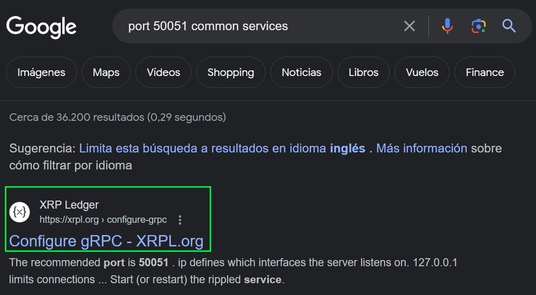 Google port 50051 common services
Imágenes Maps Vídeos Shopping Noticias Libros Vuelos Finance
Cerca de 36.200 resultados (0,29 segundos)
Sugerencia: Limita esta búsqueda a resultados en idioma inglés . Más información sobre
cómo filtrar por idioma
{x} XRP Ledger
https://xrpl.org › configure-grpc
Configure gRPC - XRPL.org
The recommended port is 50051 . ip defines which interfaces the server listens on. 127.0.0.1
limits connections ... Start (or restart) the rippled service.